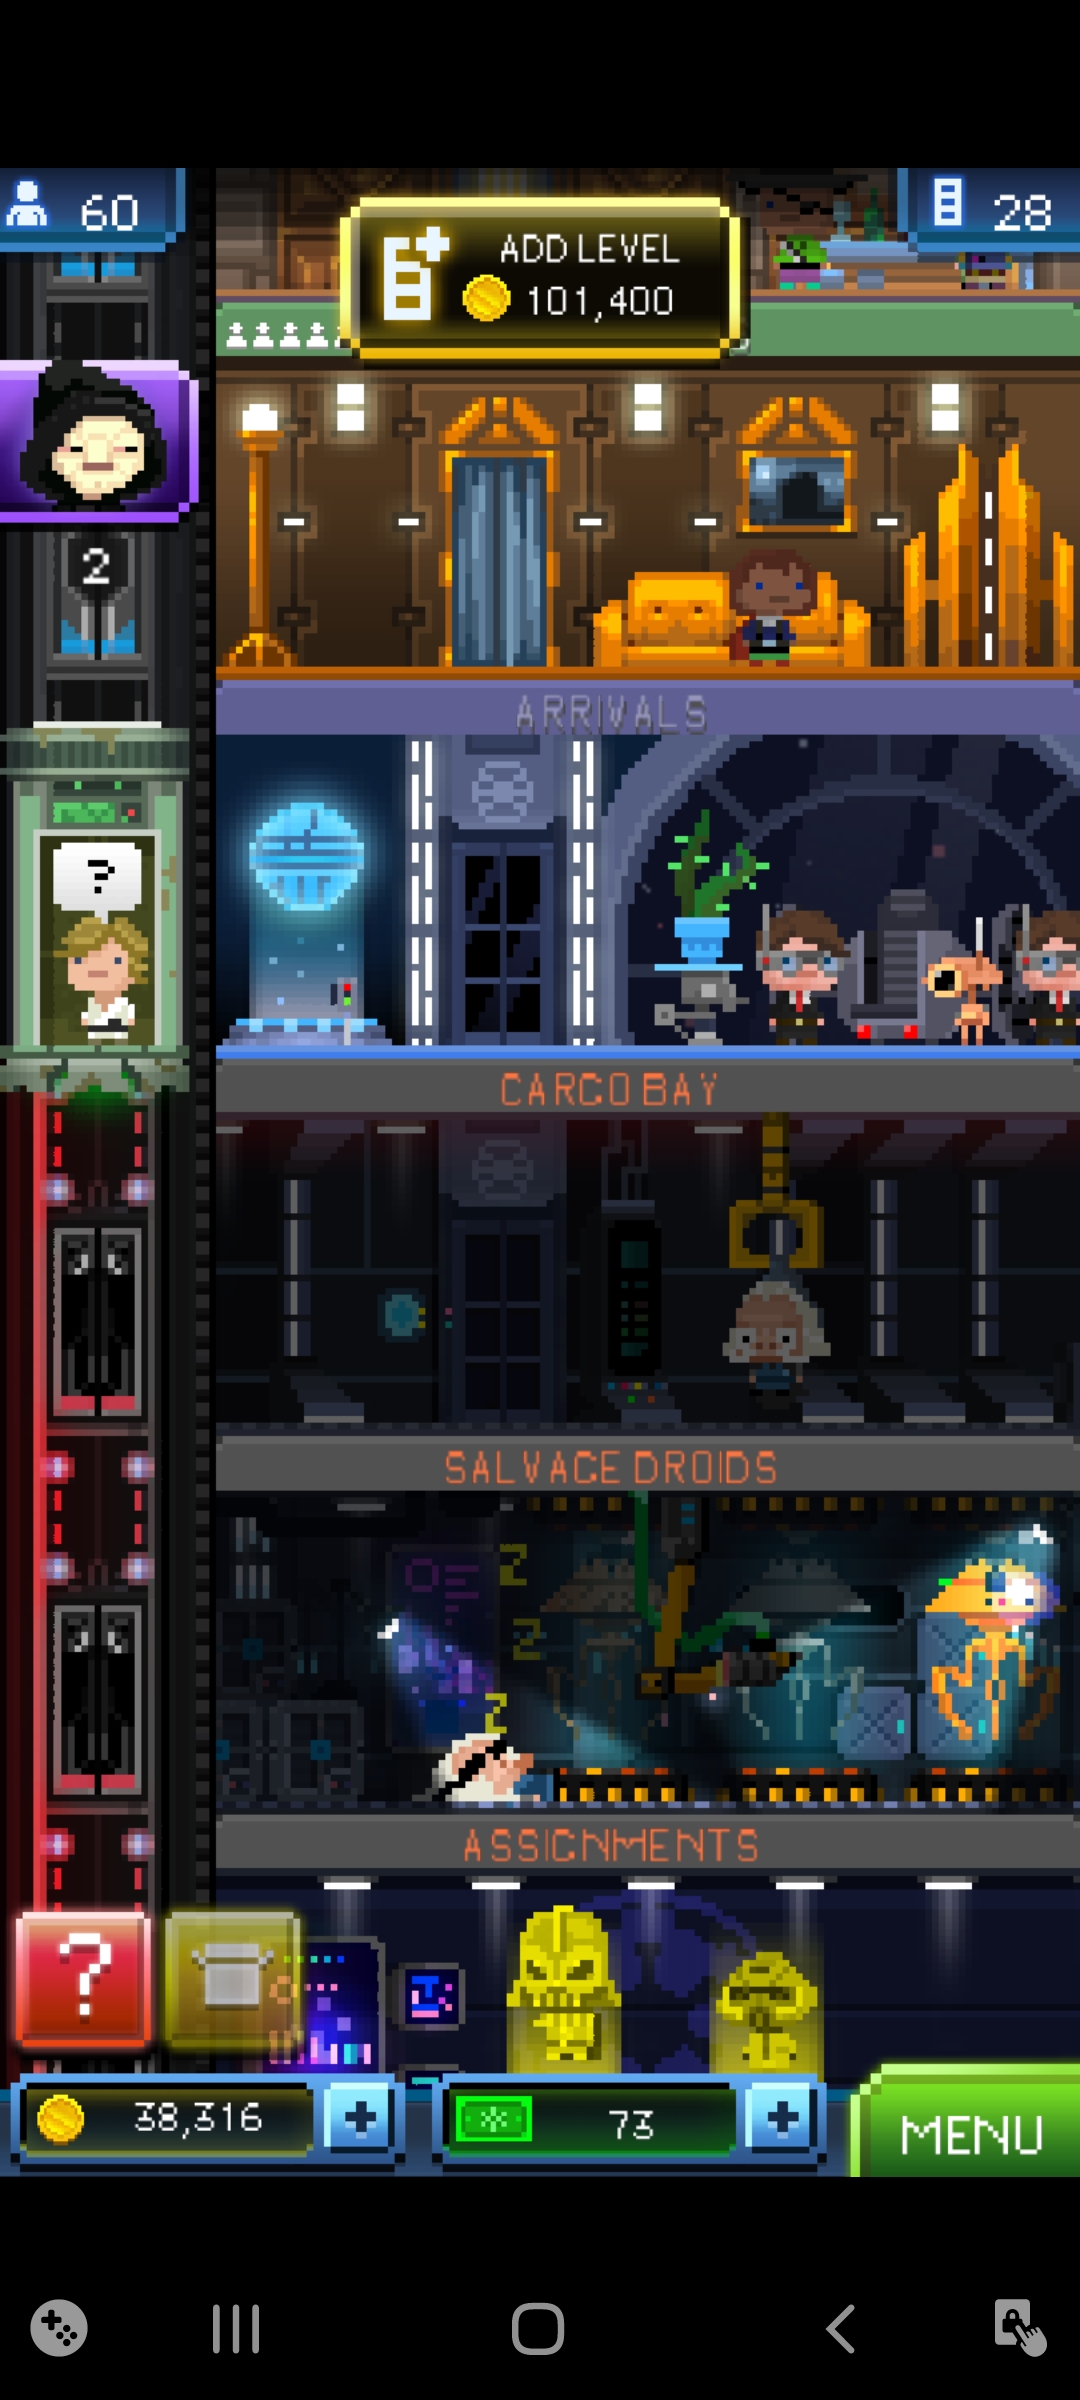 60
28
ADD LEVEL
101,400
2
ARRIVALS
?
CARGO BAY
SALVAGE DROIDS
Z
Z
Z
ASSIGNMENTS
?
38,316
+
73
+
MENU